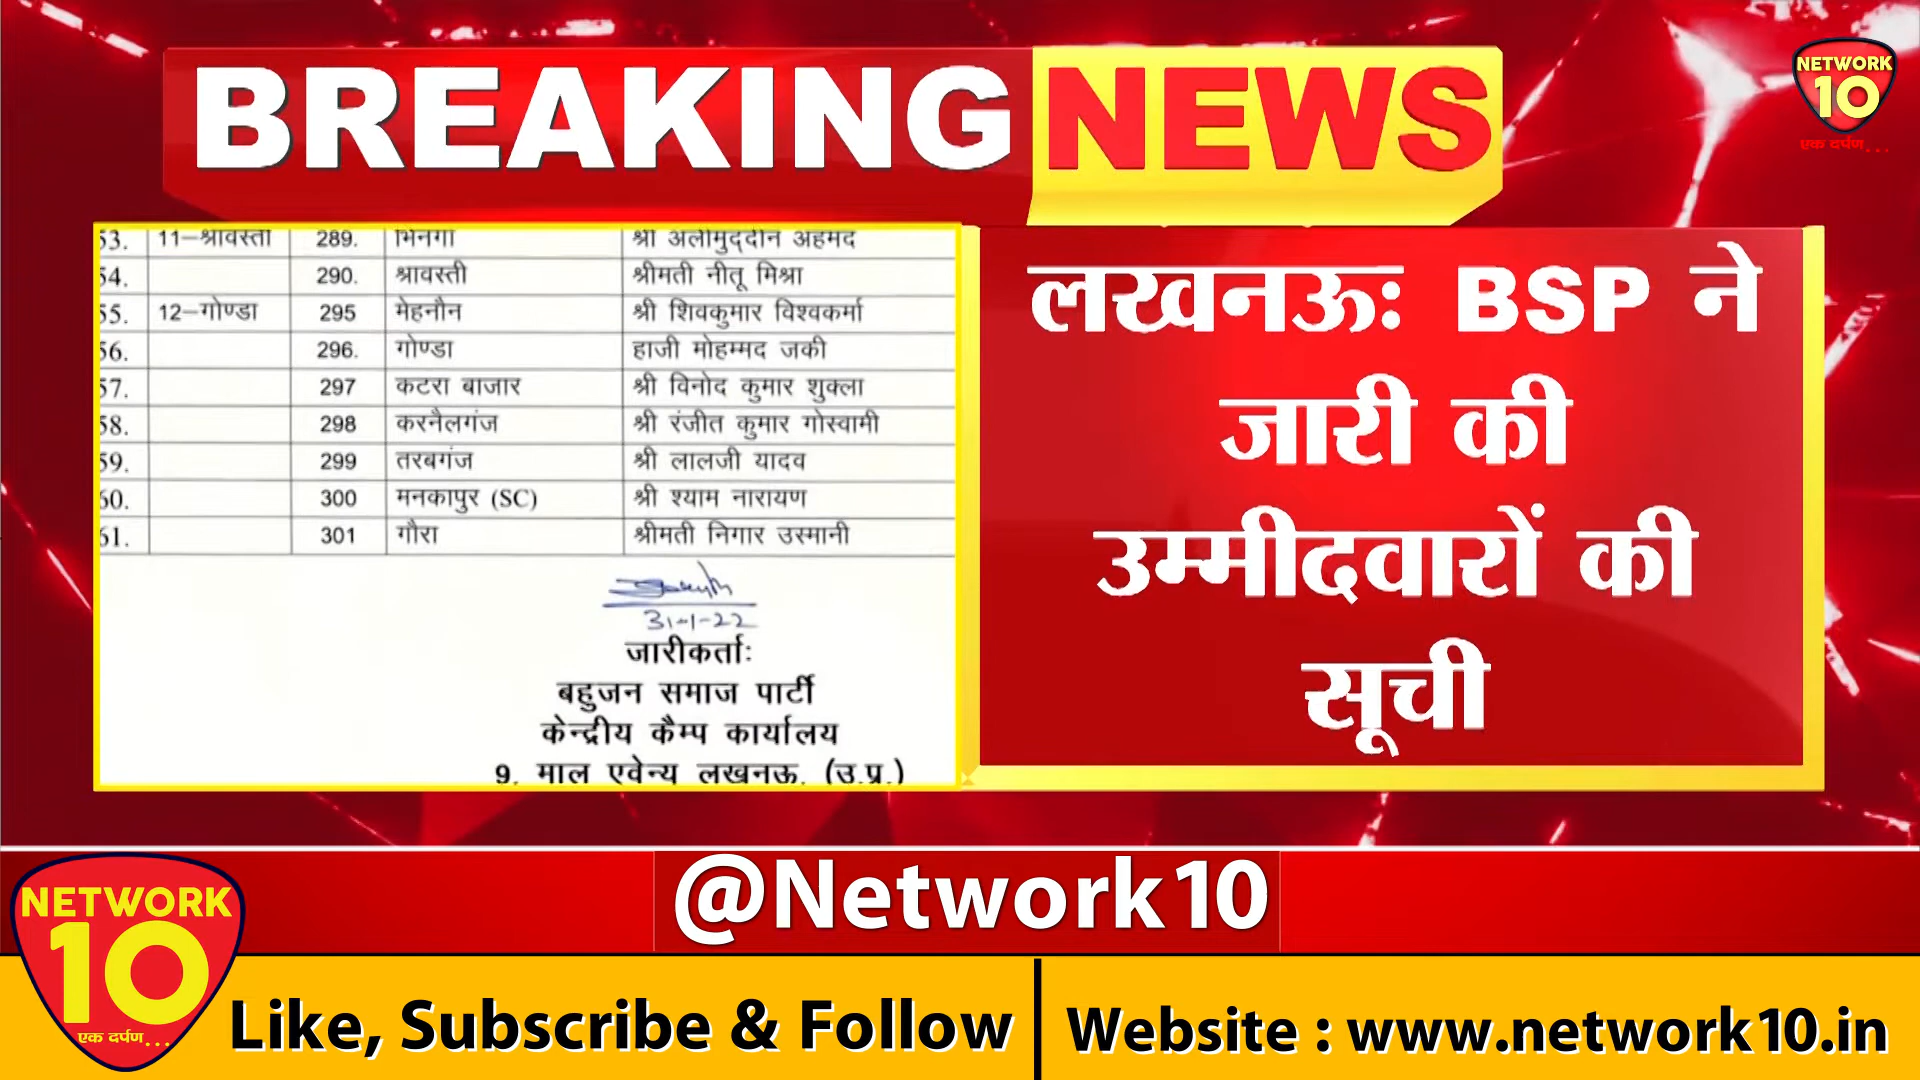 BREAKING NEWS
NETWORK
10
एक दर्पण...
53. 11–श्रावस्ती 289. भिनगा श्री अलीमुद्दीन अहमद
54. 290. श्रावस्ती श्रीमती नीतू मिश्रा
55. 12–गोण्डा 295 मेहनौन श्री शिवकुमार विश्वकर्मा
56. 296. गोण्डा हाजी मोहम्मद जकी
57. 297 कटरा बाजार श्री विनोद कुमार शुक्ला
58. 298 करनैलगंज श्री रंजीत कुमार गोस्वामी
59. 299 तरबगंज श्री लालजी यादव
60. 300 मनकापुर (SC) श्री श्याम नारायण
61. 301 गौरा श्रीमती निगार उस्मानी
31-1-22
जारीकर्ताः
बहुजन समाज पार्टी
केन्द्रीय कैम्प कार्यालय
9, माल एवेन्य लखनऊ. (उ.प्र.)
लखनऊः BSP ने
जारी की
उम्मीदवारों की
सूची
@Network10
NETWORK
10
एक दर्पण...
Like, Subscribe & Follow
Website : www.network10.in